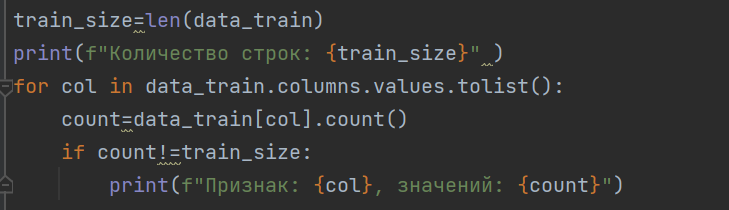 train_size=len(data_train)
print(f"Количество строк: {train_size}" )
for col in data_train.columns.values.tolist():
    count=data_train[col].count()
    if count!=train_size:
        print(f"Признак: {col}, значений: {count}")